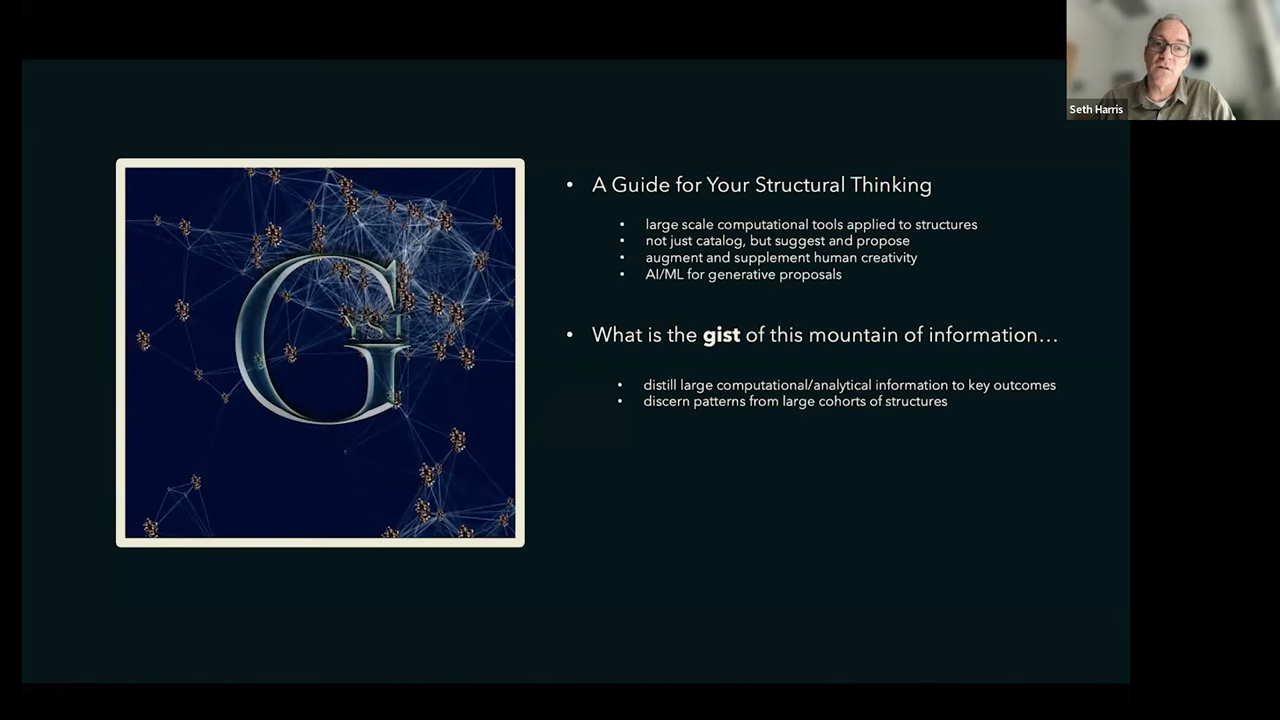 Seth Harris
G
YST
• A Guide for Your Structural Thinking
• large scale computational tools applied to structures
• not just catalog, but suggest and propose
• augment and supplement human creativity
• AI/ML for generative proposals
• What is the gist of this mountain of information…
• distill large computational/analytical information to key outcomes
• discern patterns from large cohorts of structures